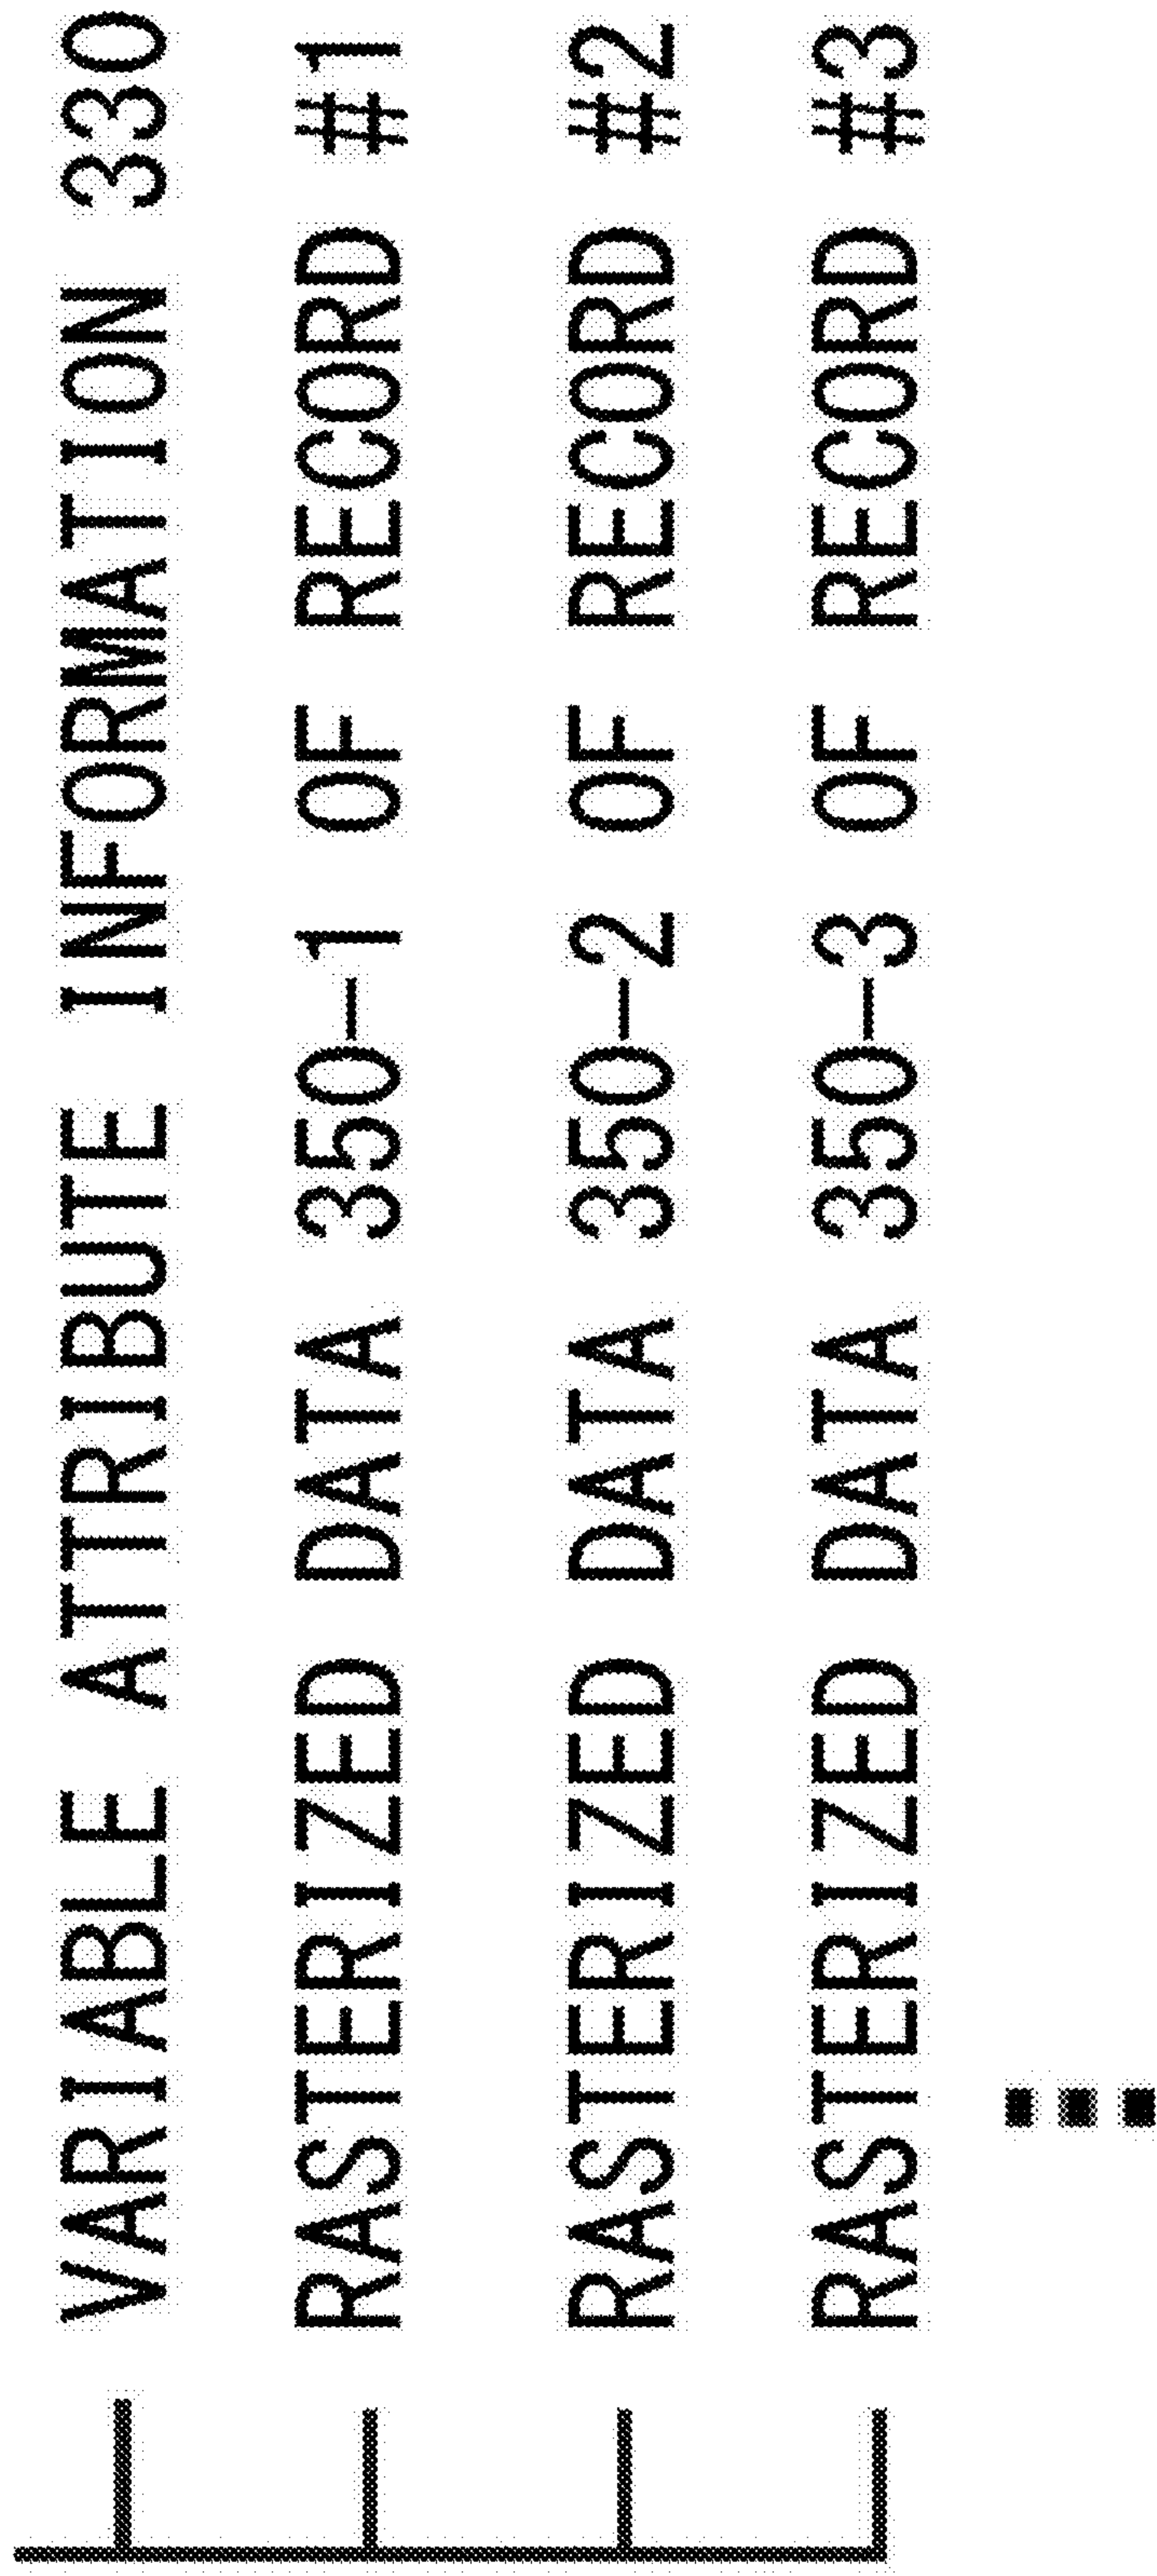 VARIABLE ATTRIBUTE INFORMATION 330
RASTERIZED DATA 350-1 OF RECORD #1
RASTERIZED DATA 350-2 OF RECORD #2
RASTERIZED DATA 350-3 OF RECORD #3